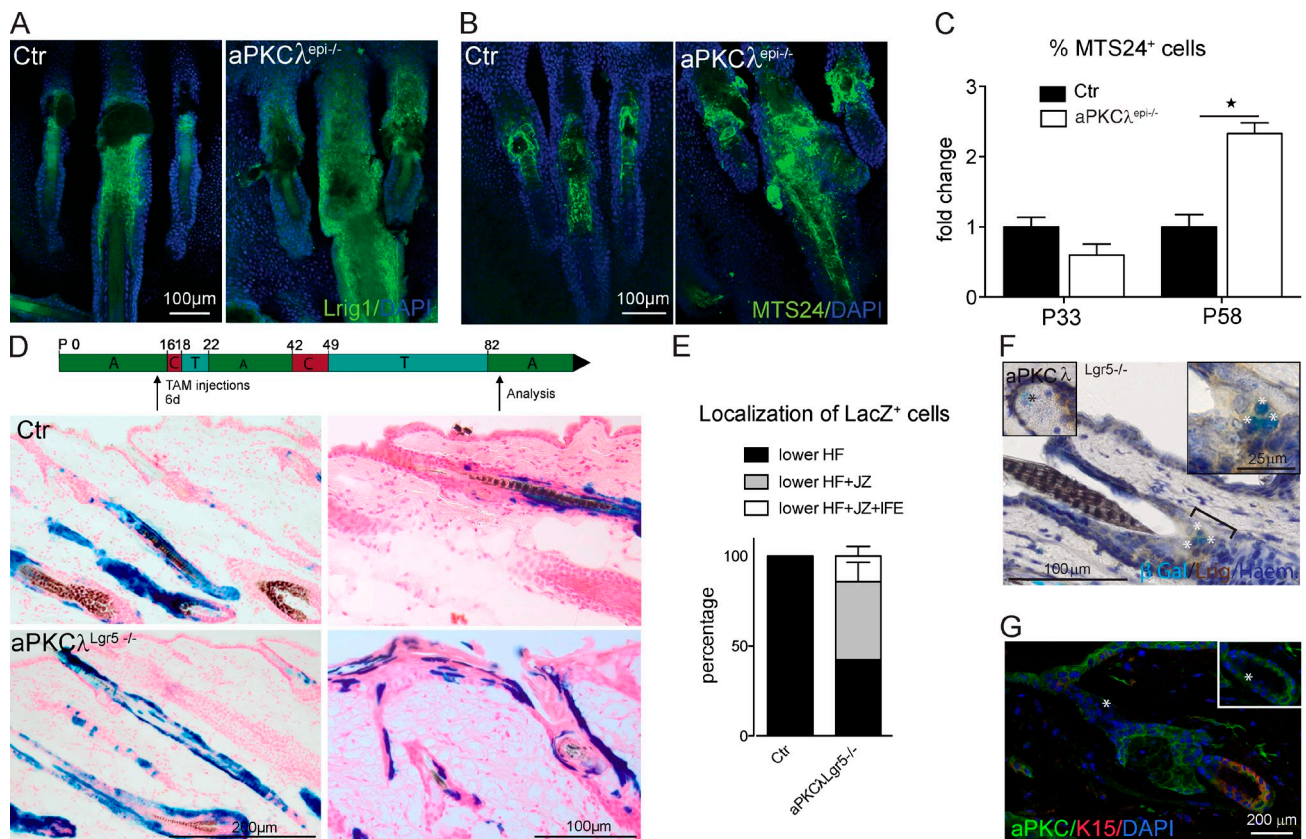 A
Ctr
aPKCλepi-/-
100μm
Lrig1/DAPI
B
Ctr
aPKCλepi-/-
100μm
MTS24/DAPI
C
% MTS24+ cells
Ctr
aPKCλepi-/-
★
fold change
3
2
1
0
P33
P58
D
P 0
1618
22
42
49
82
A
C
T
A
C
T
A
TAM injections
6d
Analysis
Ctr
aPKCλLgr5 -/-
200μm
100μm
E
Localization of LacZ+ cells
lower HF
lower HF+JZ
lower HF+JZ+IFE
percentage
100
50
0
Ctr
aPKCλLgr5-/-
F
aPKCλ Lgr5-/-
*
* * *
25μm
* * *
100μm
β Gal/Lrig/Haem.
G
*
*
aPKC/K15/DAPI
200 μm